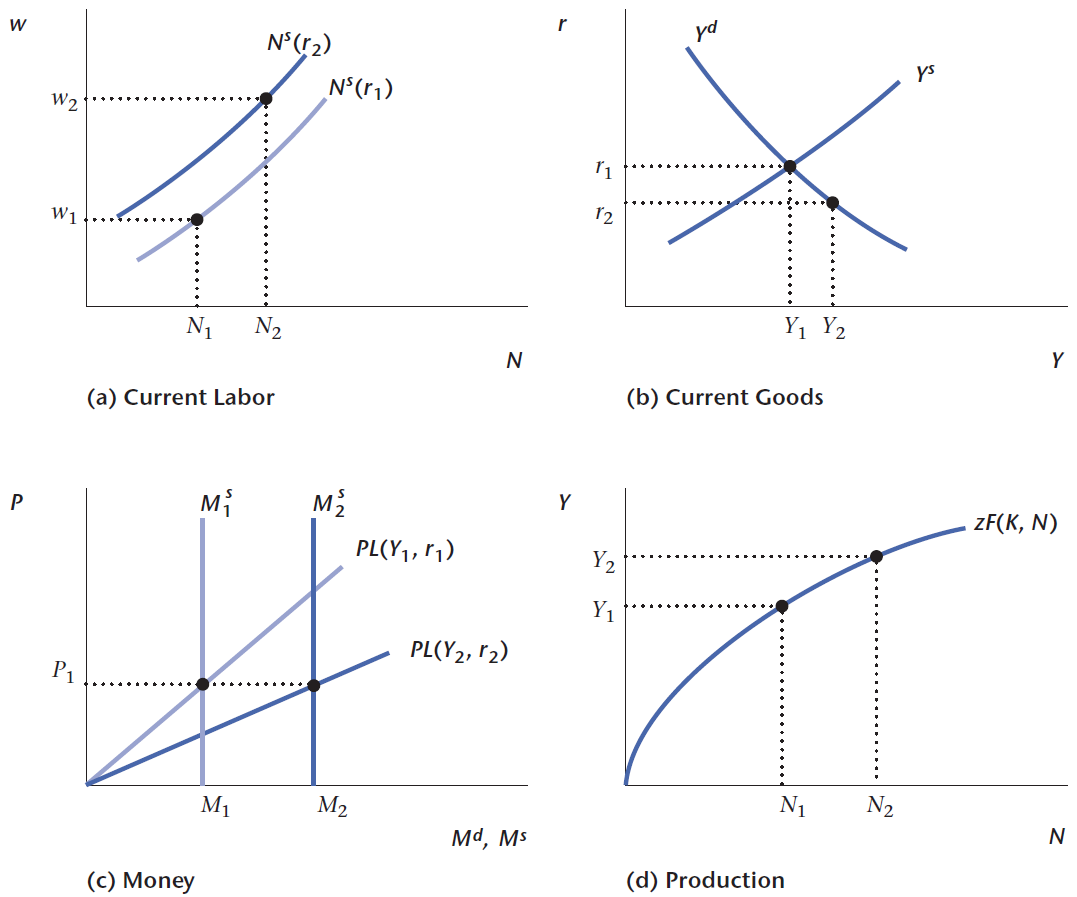 w
N^s(r_2)
N^s(r_1)
w_2
w_1
N_1
N_2
N
(a) Current Labor
r
Y^d
Y^s
r_1
r_2
Y_1
Y_2
Y
(b) Current Goods
P
M_1^s
M_2^s
PL(Y_1, r_1)
PL(Y_2, r_2)
P_1
M_1
M_2
M^d, M^s
(c) Money
Y
zF(K, N)
Y_2
Y_1
N_1
N_2
N
(d) Production